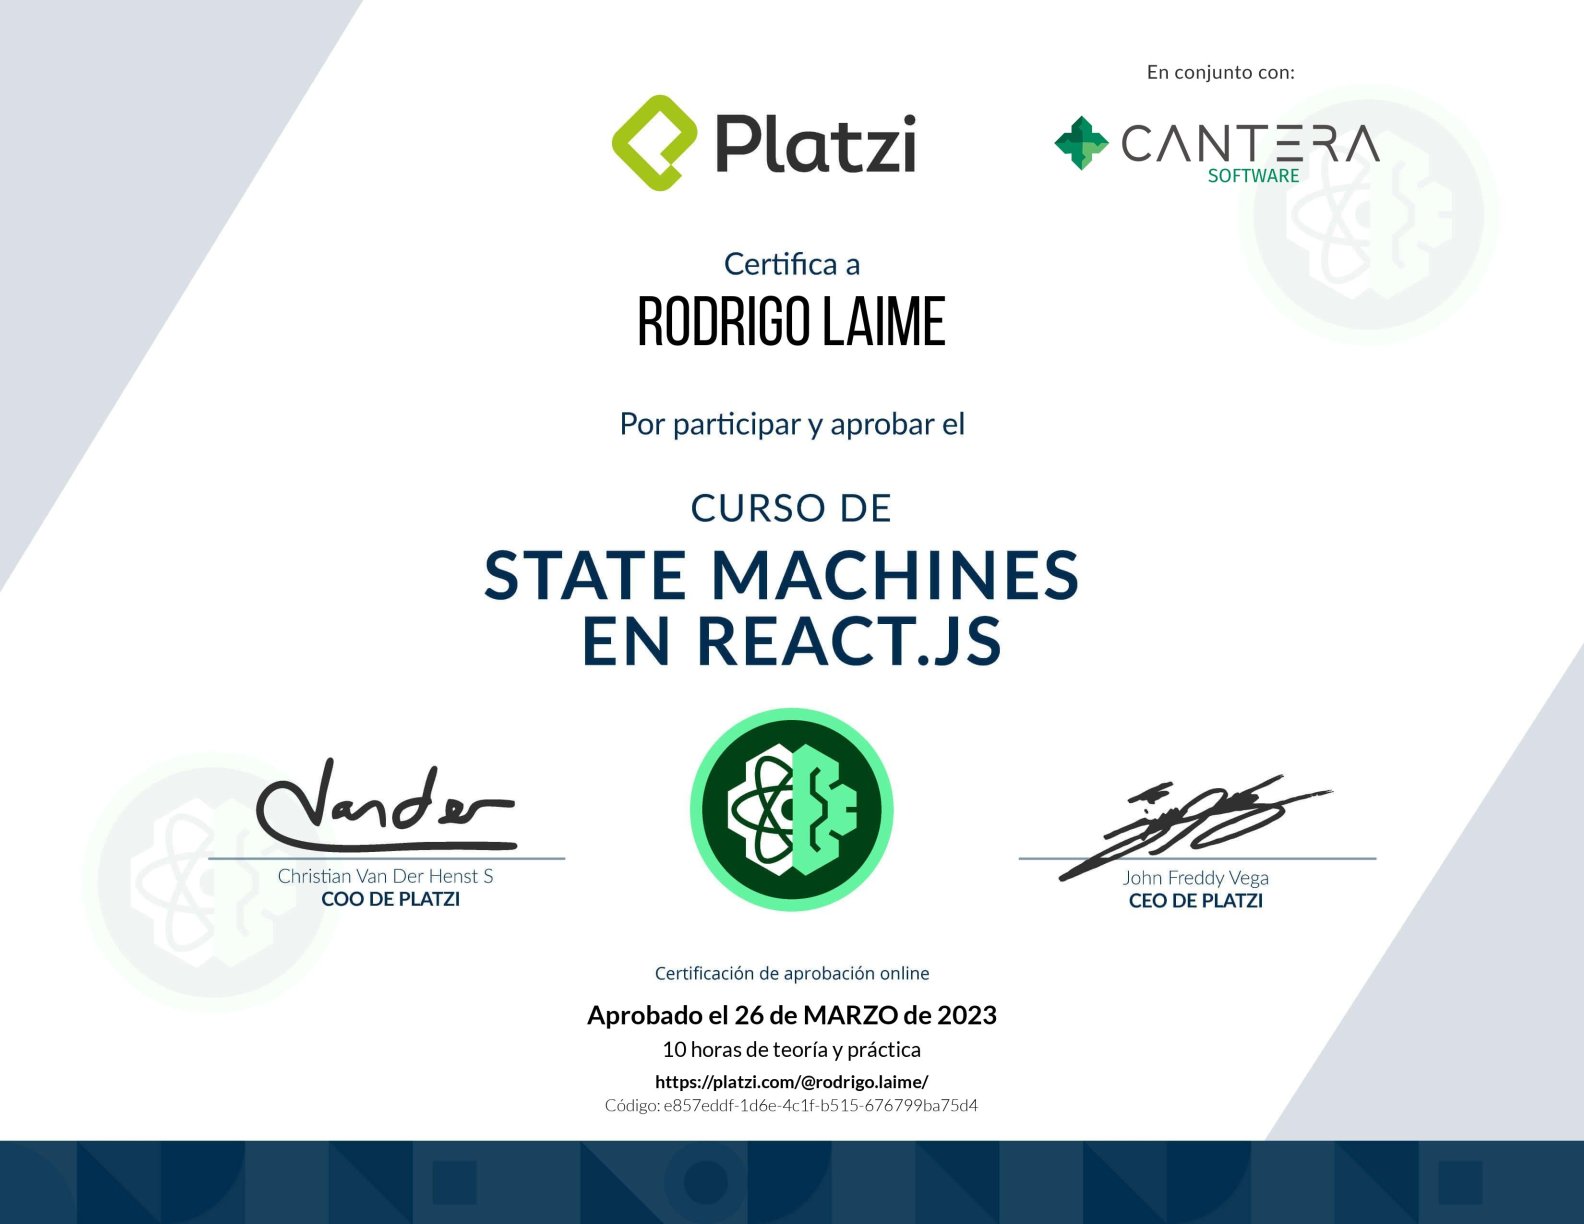 En conjunto con:
Platzi
CANTERA
SOFTWARE
Certifica a
RODRIGO LAIME
Por participar y aprobar el
CURSO DE
STATE MACHINES
EN REACT.JS
Vander
Christian Van Der Henst S
COO DE PLATZI
John Freddy Vega
CEO DE PLATZI
Certificación de aprobación online
Aprobado el 26 de MARZO de 2023
10 horas de teoría y práctica
https://platzi.com/@rodrigo.laime/
Código: e857eddf-1d6e-4c1f-b515-676799ba75d4